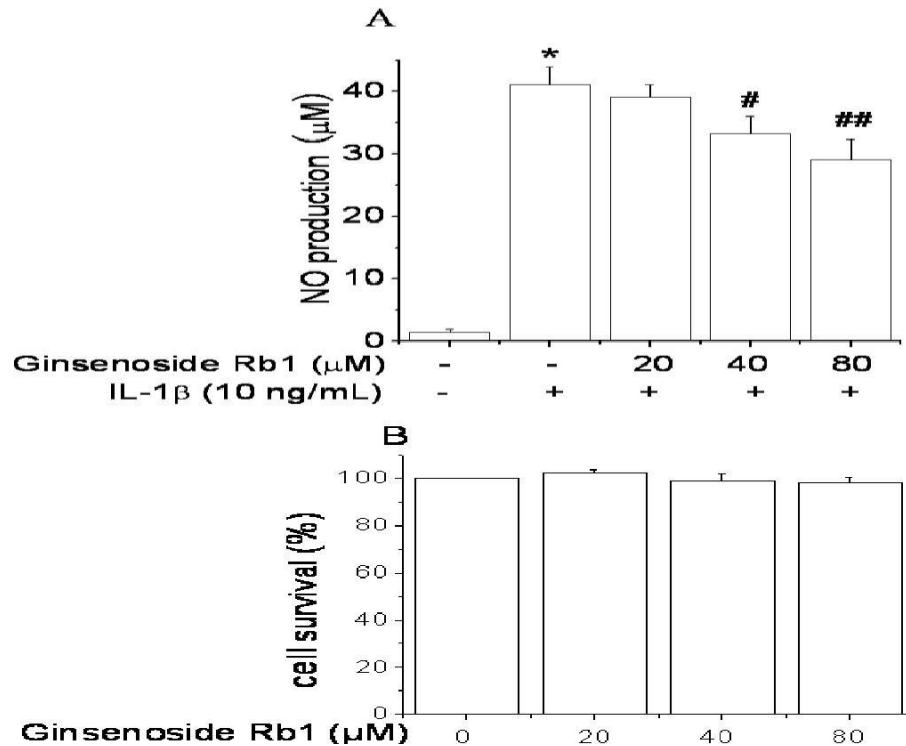 A
NO production (μM)
40
30
20
10
0
*
#
##
Ginsenoside Rb1 (μM) - - 20 40 80
IL-1β (10 ng/mL) - + + + +
B
cell survival (%)
100
80
60
40
20
0
Ginsenoside Rb1 (μM) 0 20 40 80